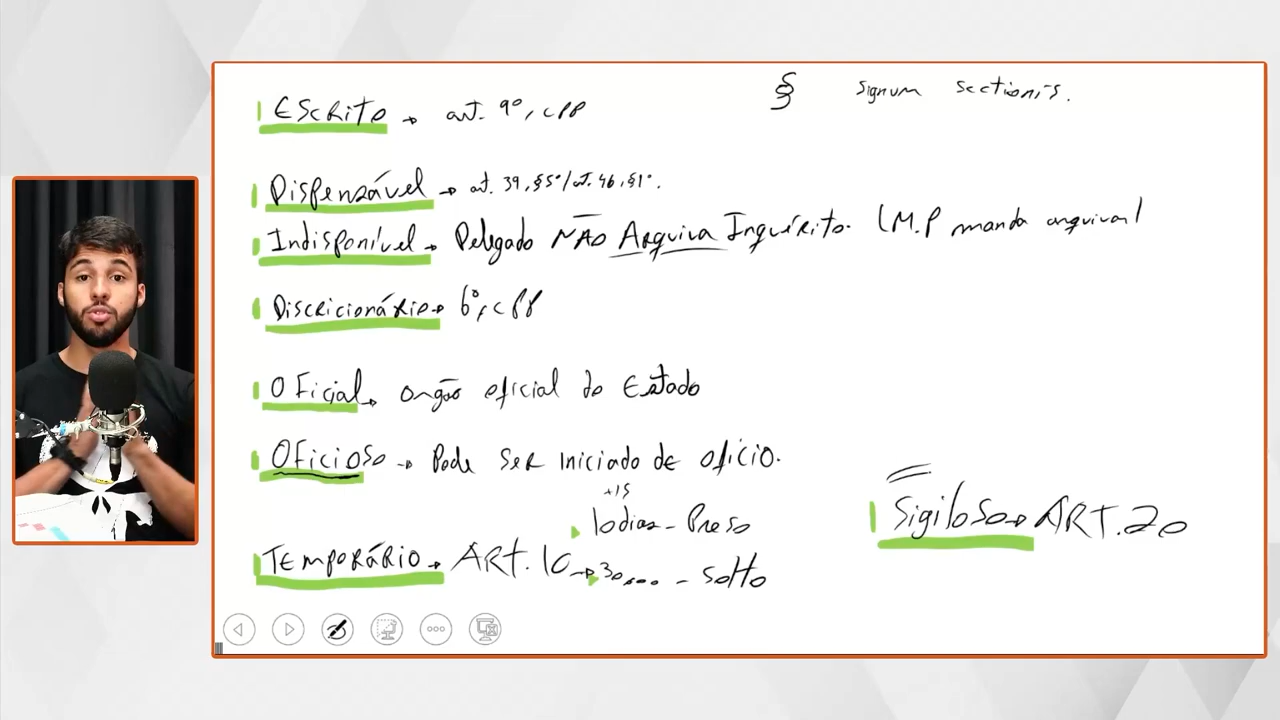 § signum sectionis.
Escrito → art. 9º, CPP
Dispensável → art. 39, §5º/art. 46, §1º.
Indisponível → Delegado NÃO Arquiva Inquérito. (M.P manda arquivar)
Discricionário → 6º, CPP
Oficial → orgão oficial do Estado
Oficioso → Pode ser iniciado de ofício.
+15
10 dias - Preso
Temporário → ART. 10 → 30 - solto
Sigiloso → ART. 20